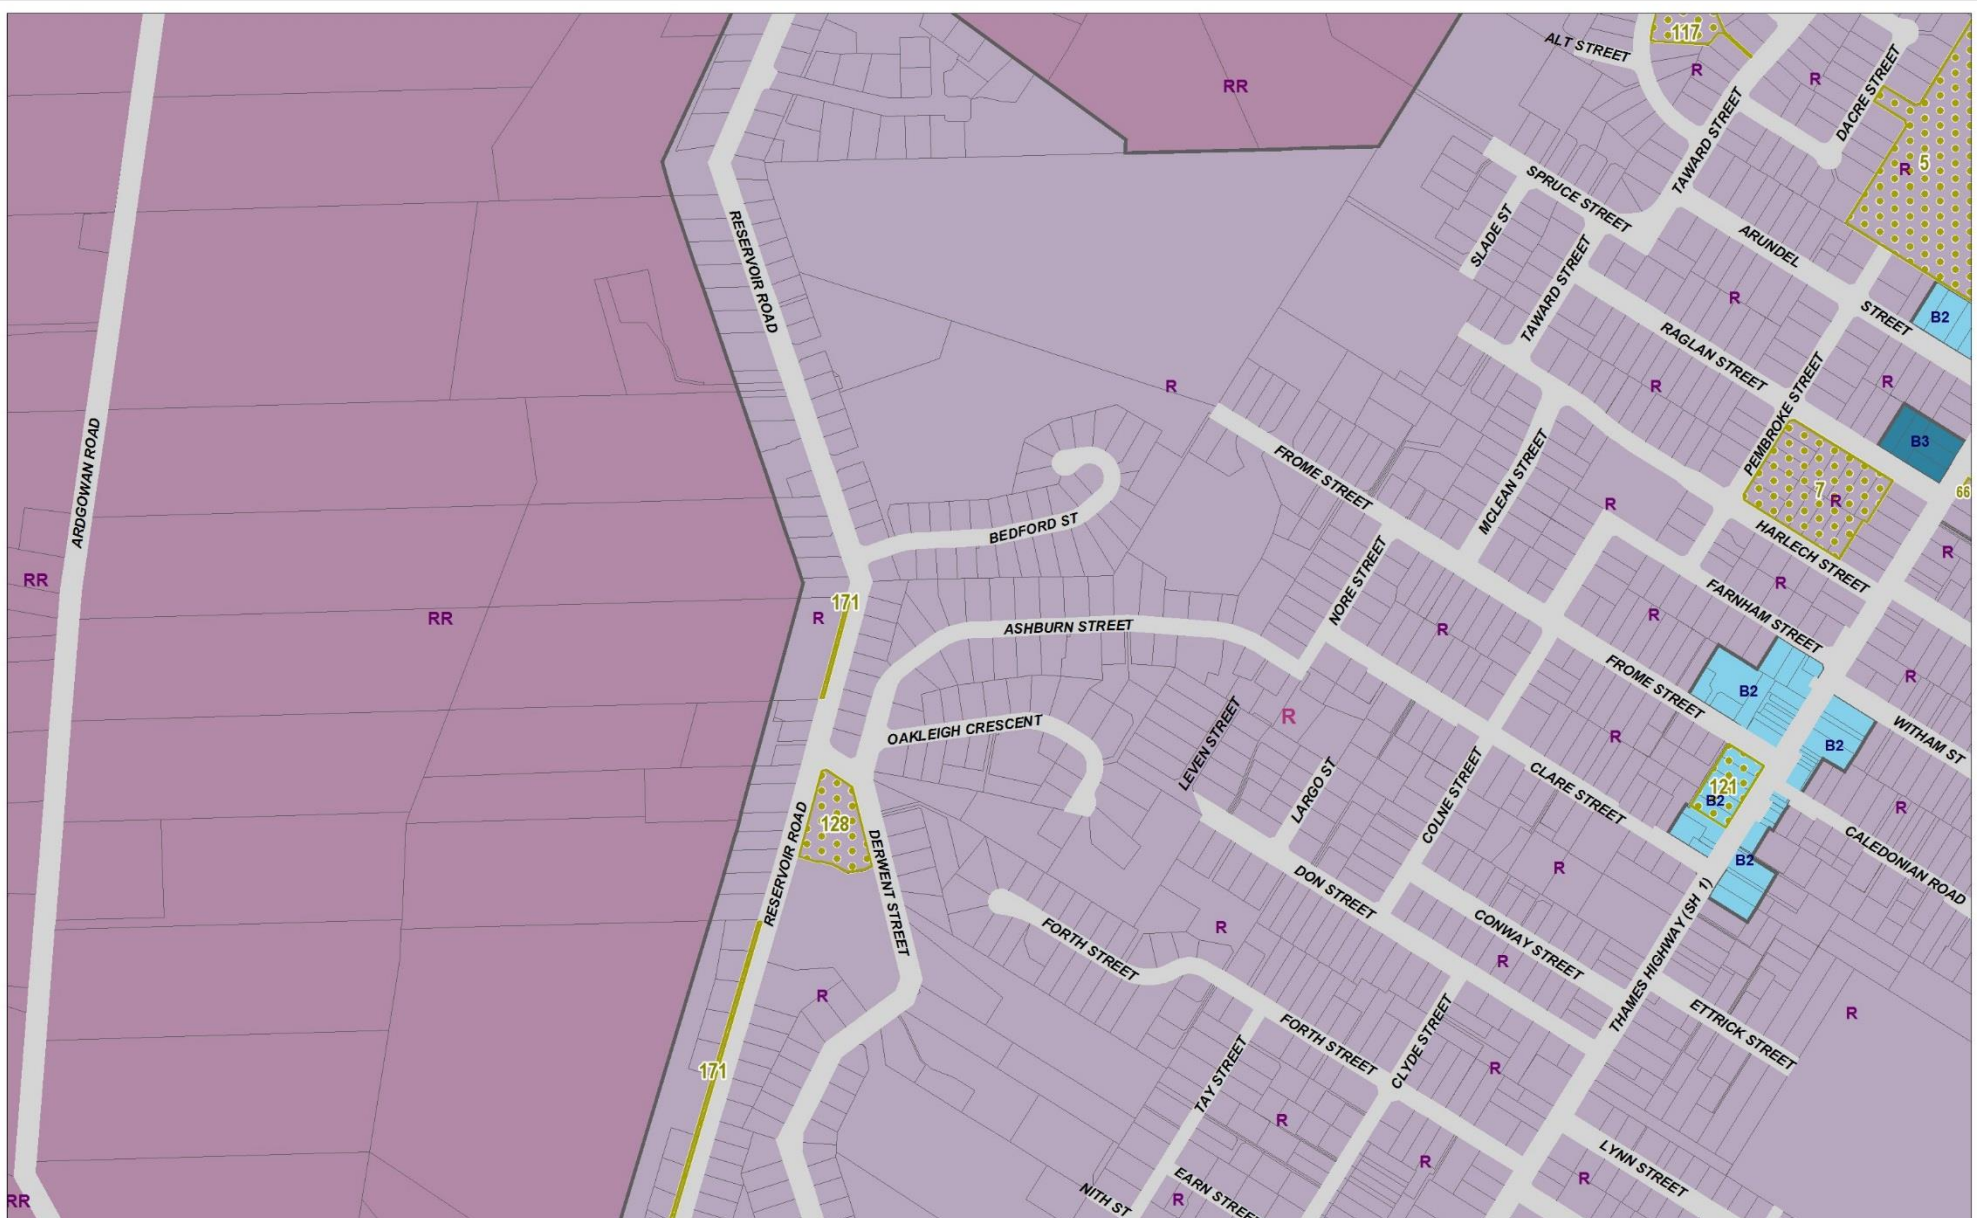 117
ALT STREET
R
R
RR
DACRE STREET
TAWARD STREET
R
5
SPRUCE STREET
SLADE ST
ARUNDEL
STREET
RESERVOIR ROAD
TAWARD STREET
R
B2
RAGLAN STREET
R
R
R
PEMBROKE STREET
B3
ARDGOWAN ROAD
FROME STREET
MCLEAN STREET
7
R
66
R
BEDFORD ST
HARLECH STREET
R
RR
RR
NORE STREET
R
FARNHAM STREET
171
R
ASHBURN STREET
R
R
FROME STREET
R
B2
OAKLEIGH CRESCENT
LEVEN STREET
R
R
B2
WITHAM ST
LARGO ST
CLARE STREET
121
B2
COLNE STREET
R
128
RESERVOIR ROAD
DERWENT STREET
CALEDONIAN ROAD
B2
R
DON STREET
R
FORTH STREET
CONWAY STREET
R
THAMES HIGHWAY (SH 1)
R
R
ETTRICK STREET
FORTH STREET
CLYDE STREET
171
TAY STREET
R
R
R
LYNN STREET
R
EARN STREET
NITH ST
R
RR